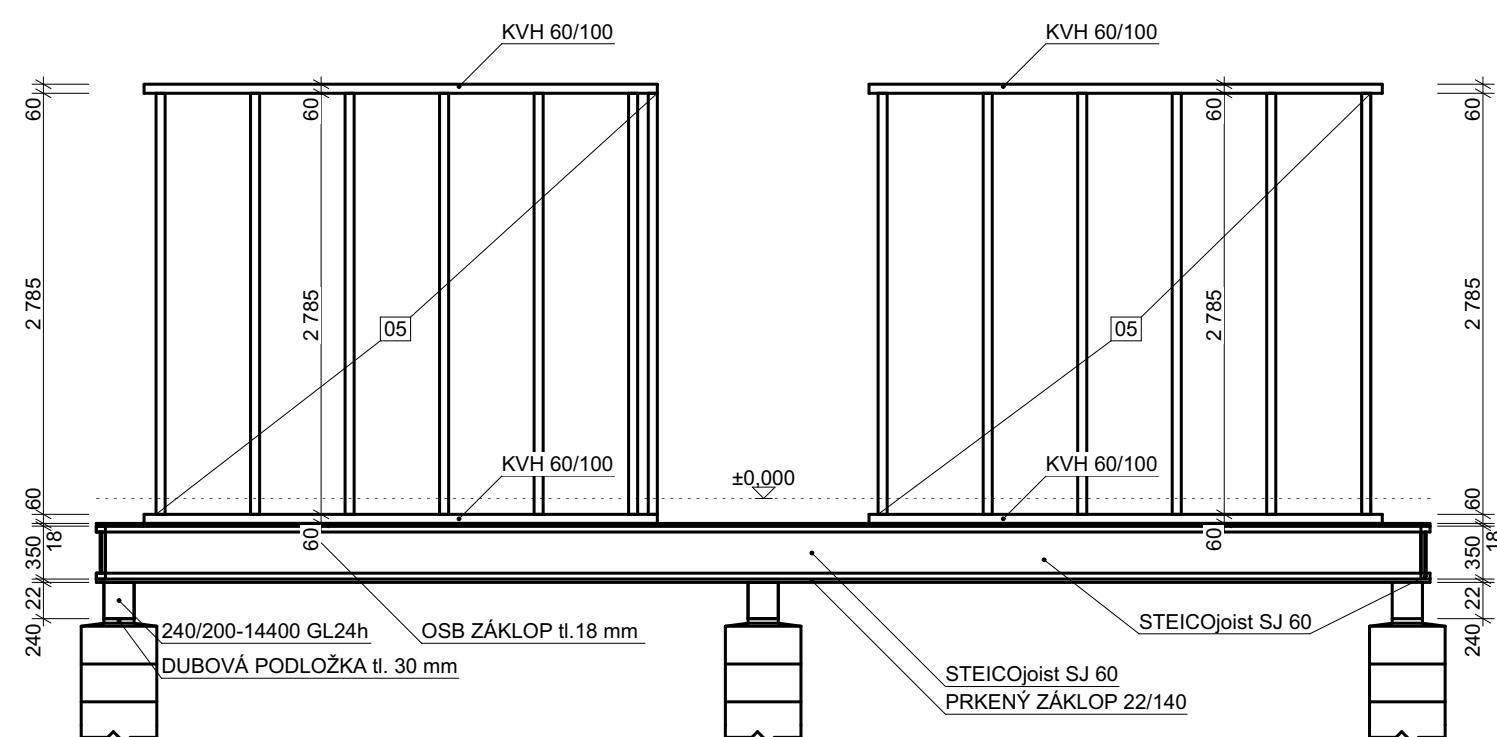 KVH 60/100
KVH 60/100
60
60
60
60
2 785
2 785
2 785
2 785
05
05
KVH 60/100
KVH 60/100
±0,000
60
60
60
60
18
18
350
350
22
22
240
240
240/200-14400 GL24h
OSB ZÁKLOP tl.18 mm
STEICOjoist SJ 60
DUBOVÁ PODLOŽKA tl. 30 mm
STEICOjoist SJ 60
PRKENÝ ZÁKLOP 22/140